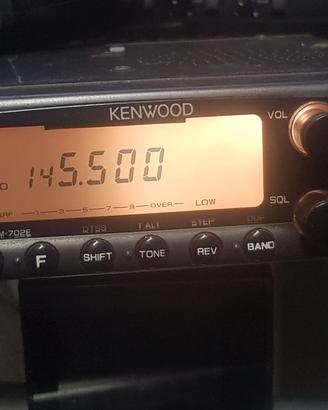 KENWOOD
VOL
145.500
1 3 5 7 9 OVER LOW
SQL
M-702E
DTSS T.ALT STEP
F SHIFT TONE REV BAND